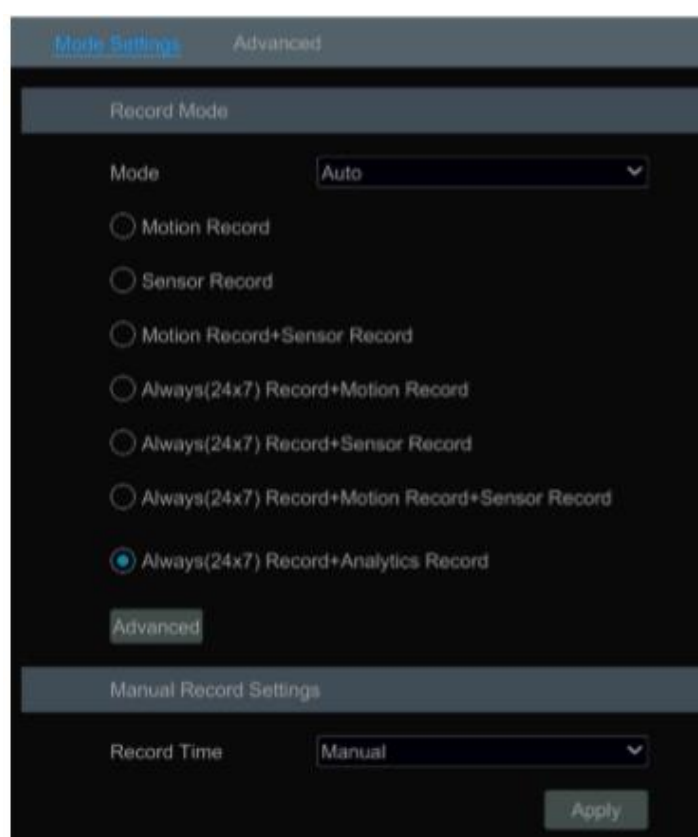 Mode Settings Advanced
Record Mode
Mode Auto
Motion Record
Sensor Record
Motion Record+Sensor Record
Always(24x7) Record+Motion Record
Always(24x7) Record+Sensor Record
Always(24x7) Record+Motion Record+Sensor Record
Always(24x7) Record+Analytics Record
Advanced
Manual Record Settings
Record Time Manual
Apply